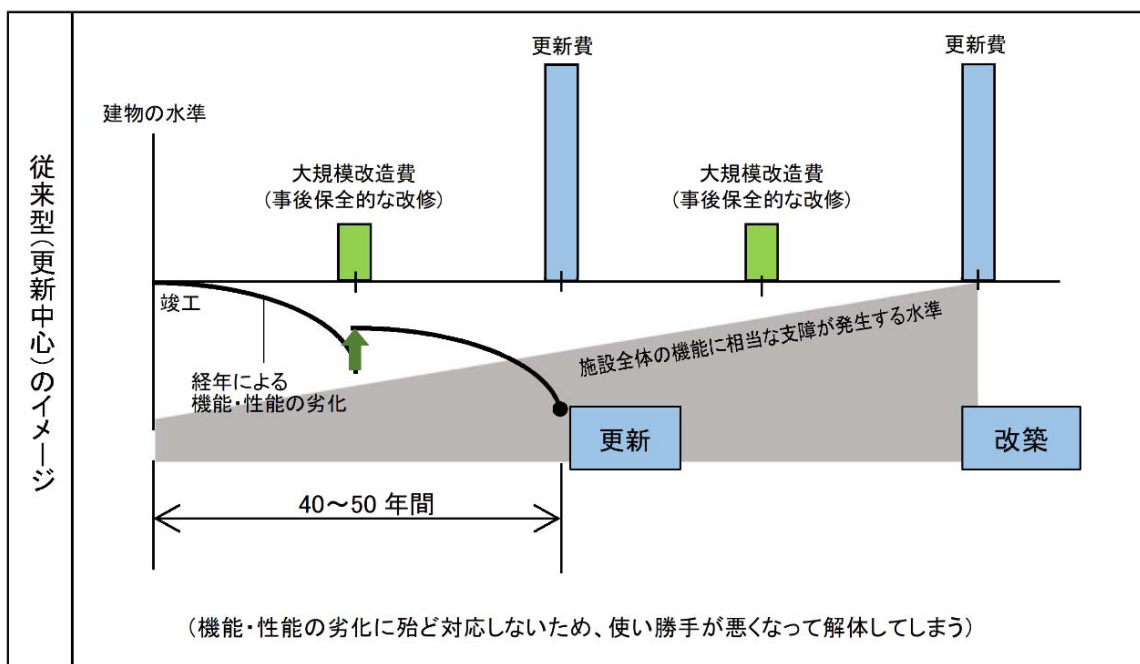 従来型(更新中心)のイメージ
更新費
更新費
建物の水準
大規模改造費
(事後保全的な改修)
大規模改造費
(事後保全的な改修)
竣工
施設全体の機能に相当な支障が発生する水準
経年による
機能・性能の劣化
更新
改築
40～50 年間
(機能・性能の劣化に殆ど対応しないため、使い勝手が悪くなって解体してしまう)